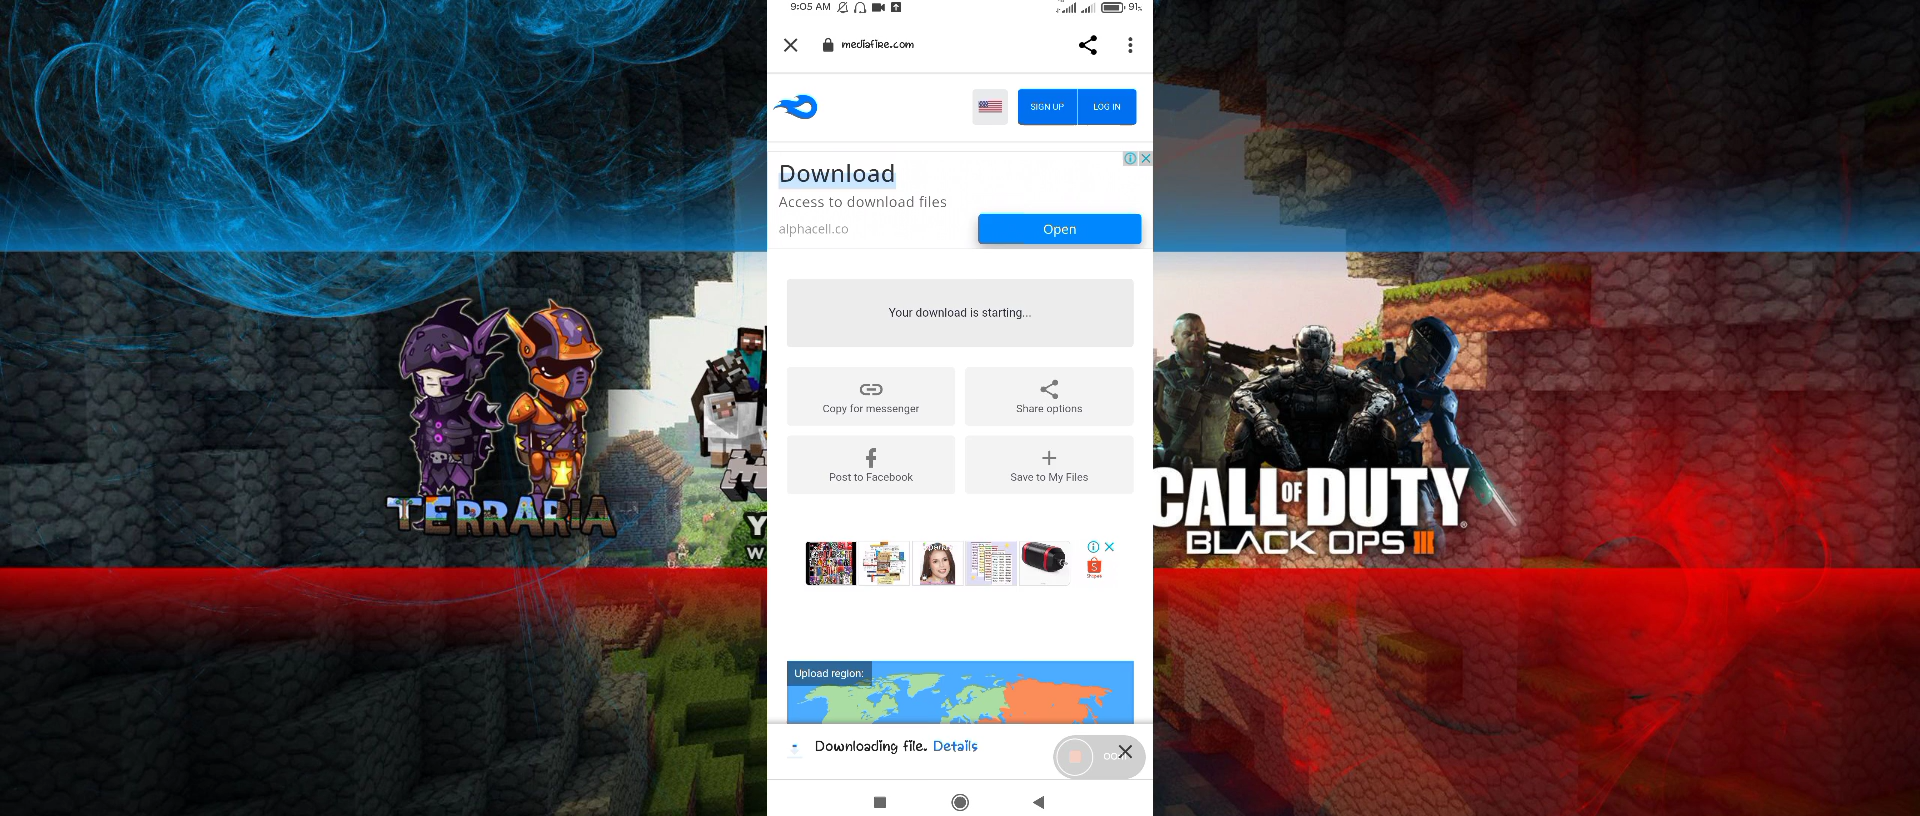 9:05 AM
91
mediafire.com
SIGN UP
LOG IN
Download
Access to download files
alphacell.co
Open
Your download is starting...
Copy for messenger
Share options
Post to Facebook
Save to My Files
Shopee
Upload region:
Downloading file. Details
TERRARIA
CALL OF DUTY
BLACK OPS III